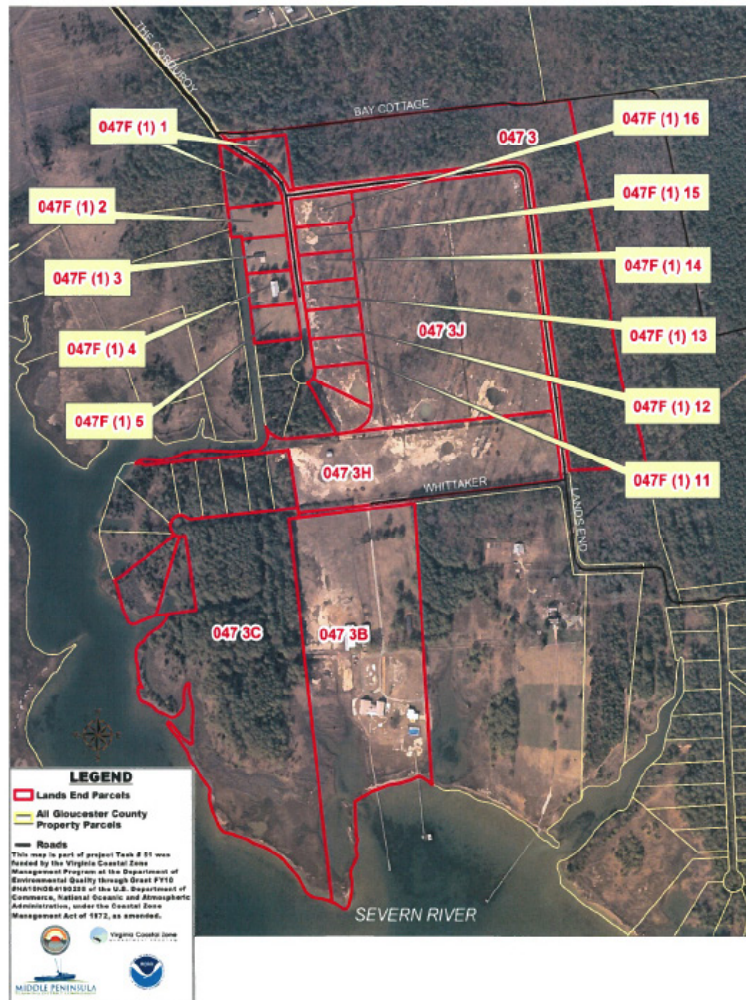 THE CORDUROY
BAY COTTAGE
047F (1) 1
047 3
047F (1) 16
047F (1) 2
047F (1) 15
047F (1) 3
047F (1) 14
047F (1) 4
047 3J
047F (1) 13
047F (1) 5
047F (1) 12
047 3H
WHITTAKER
047F (1) 11
LANDS END
047 3C
047 3B
SEVERN RIVER
LEGEND
Lands End Parcels
All Gloucester County
Property Parcels
Roads
This map is part of project Task # 51 was
funded by the Virginia Coastal Zone
Management Program at the Department of
Environmental Quality through Grant FY10
of the U.S. Department of
Commerce, National Oceanic and Atmospheric
Administration, under the Coastal Zone
Management Act of 1972, as amended.
Virginia Coastal Zone
MIDDLE PENINSULA